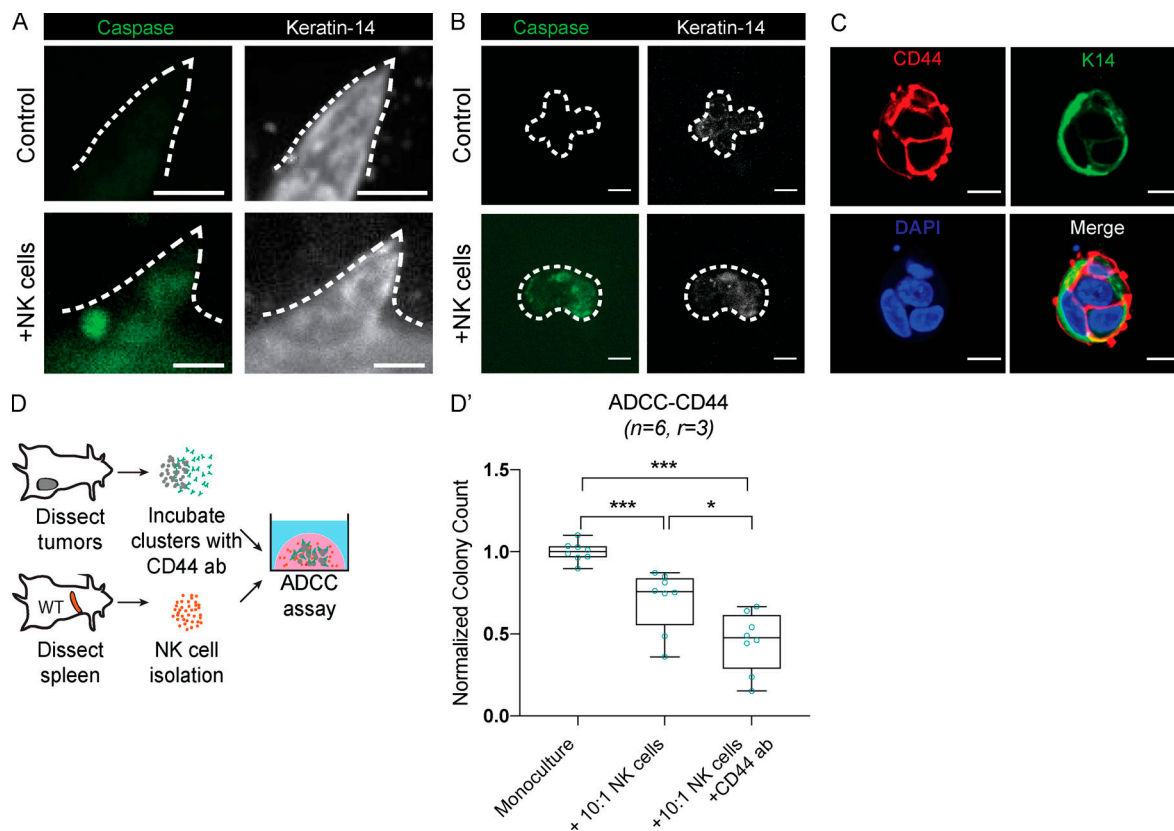 A
Caspase
Keratin-14
Control
+NK cells
B
Caspase
Keratin-14
Control
+NK cells
C
CD44
K14
DAPI
Merge
D
Dissect
tumors
Incubate
clusters with
CD44 ab
WT
Dissect
spleen
NK cell
isolation
ADCC
assay
D'
ADCC-CD44
(n=6, r=3)
Normalized Colony Count
1.5
1.0
0.5
0.0
***
***
*
Monoculture
+ 10:1 NK cells
+10:1 NK cells
+CD44 ab